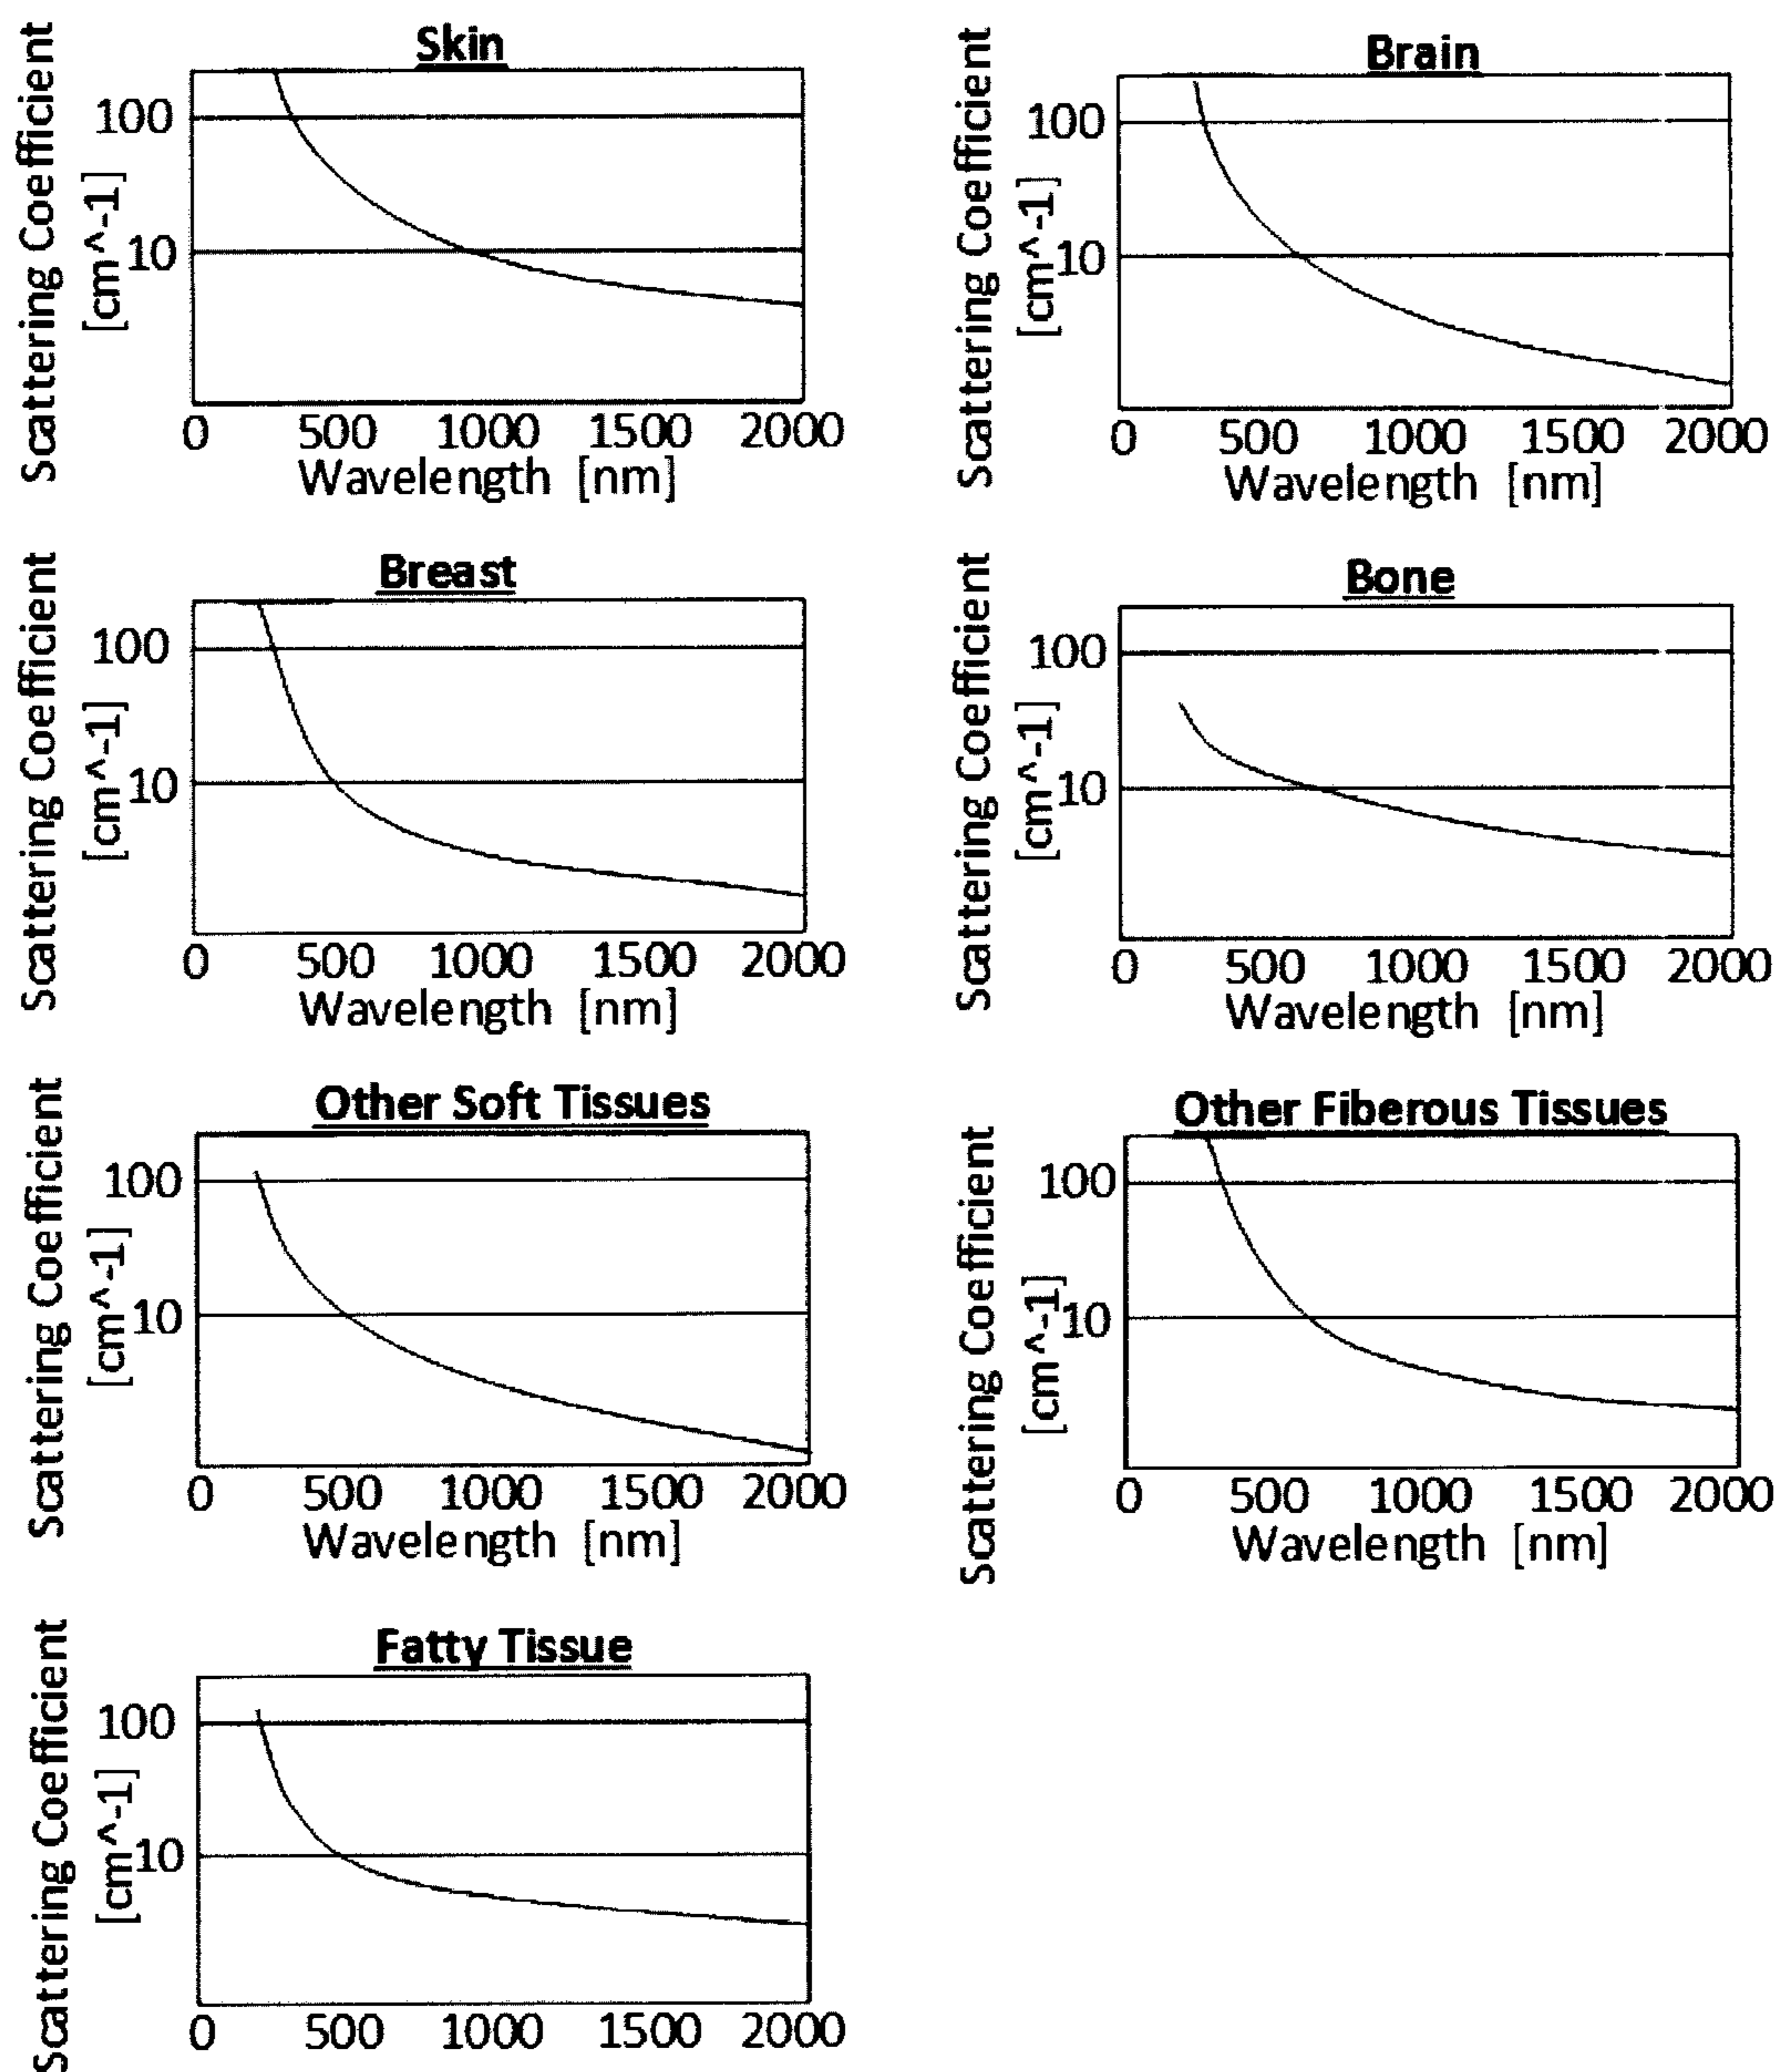 Skin
Scattering Coefficient
[cm^-1]
100
10
0 500 1000 1500 2000
Wavelength [nm]
Brain
Scattering Coefficient
[cm^-1]
100
10
0 500 1000 1500 2000
Wavelength [nm]
Breast
Scattering Coefficient
[cm^-1]
100
10
0 500 1000 1500 2000
Wavelength [nm]
Bone
Scattering Coefficient
[cm^-1]
100
10
0 500 1000 1500 2000
Wavelength [nm]
Other Soft Tissues
Scattering Coefficient
[cm^-1]
100
10
0 500 1000 1500 2000
Wavelength [nm]
Other Fiberous Tissues
Scattering Coefficient
[cm^-1]
100
10
0 500 1000 1500 2000
Wavelength [nm]
Fatty Tissue
Scattering Coefficient
[cm^-1]
100
10
0 500 1000 1500 2000